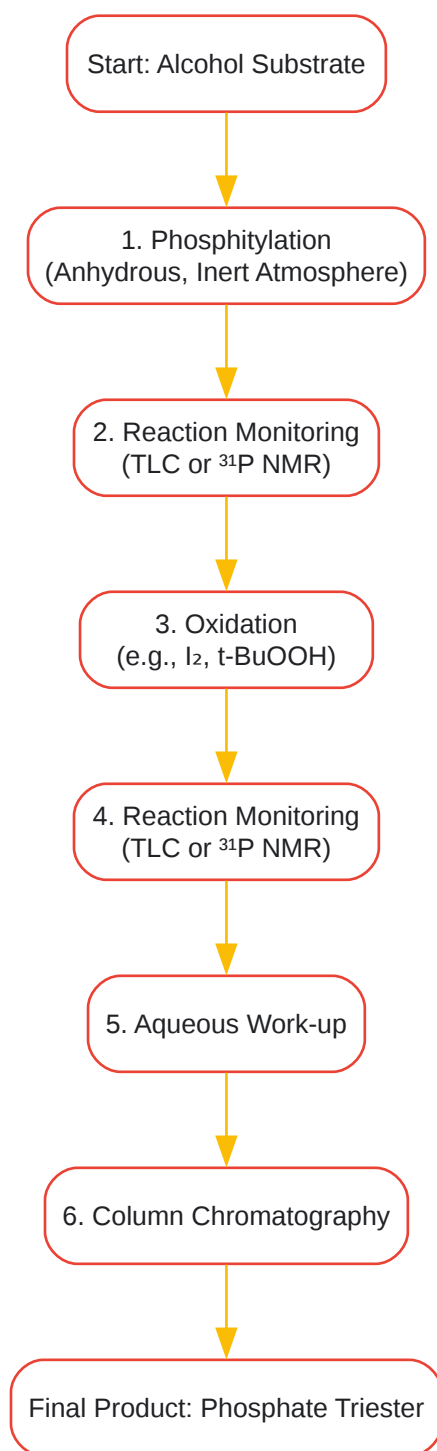 Start: Alcohol Substrate
1. Phosphitylation
(Anhydrous, Inert Atmosphere)
2. Reaction Monitoring
(TLC or ³¹P NMR)
3. Oxidation
(e.g., I₂, t-BuOOH)
4. Reaction Monitoring
(TLC or ³¹P NMR)
5. Aqueous Work-up
6. Column Chromatography
Final Product: Phosphate Triester